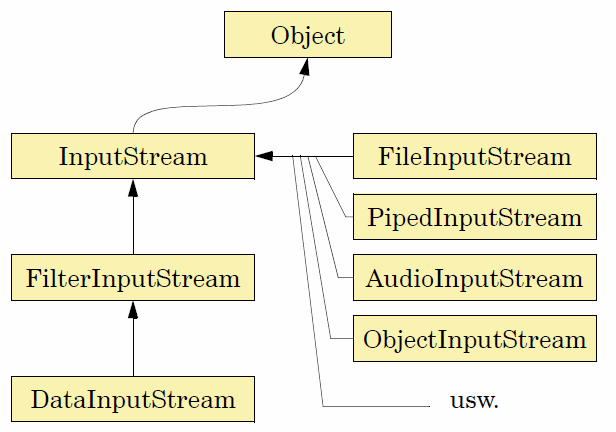 Object
InputStream
FileInputStream
PipedInputStream
FilterInputStream
AudioInputStream
ObjectInputStream
DataInputStream
usw.